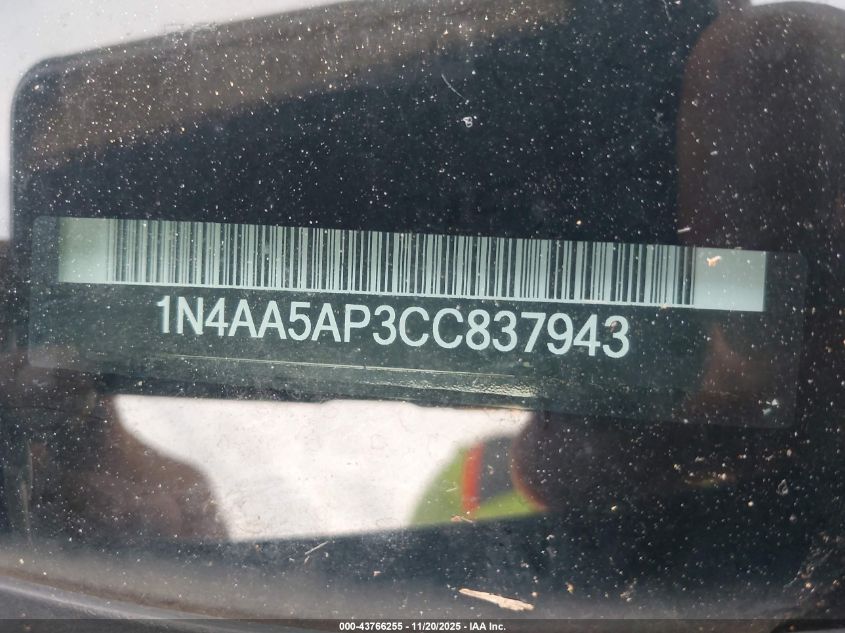 1N4AA5AP3CC837943
000-43766255 - 11/20/2025 - IAA Inc.